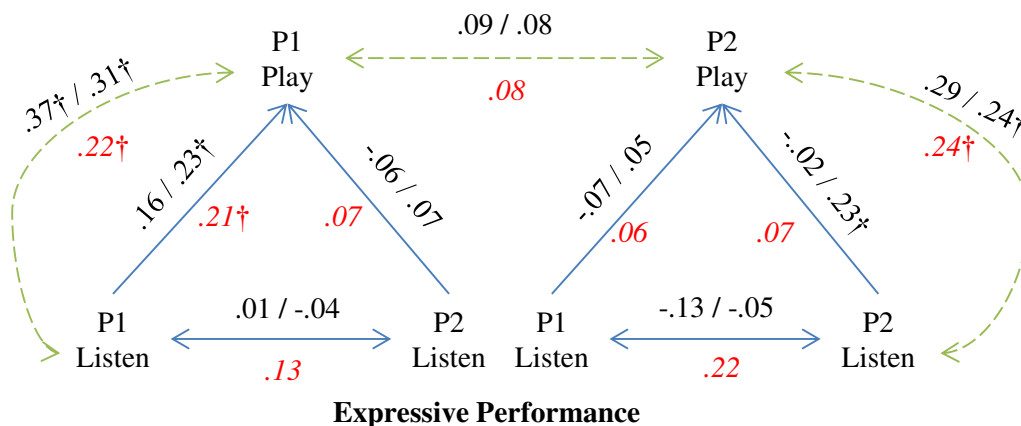 .09 / .08
P1
Play
P2
Play
.08
.37† / .31†
.22†
.29 / .24†
.24†
.16 / .23†
.21†
-.06 / .07
.07
-.07 / .05
.06
-.02 / .23†
.07
P1
Listen
.01 / -.04
.13
P2
Listen
P1
Listen
-.13 / -.05
.22
P2
Listen
Expressive Performance